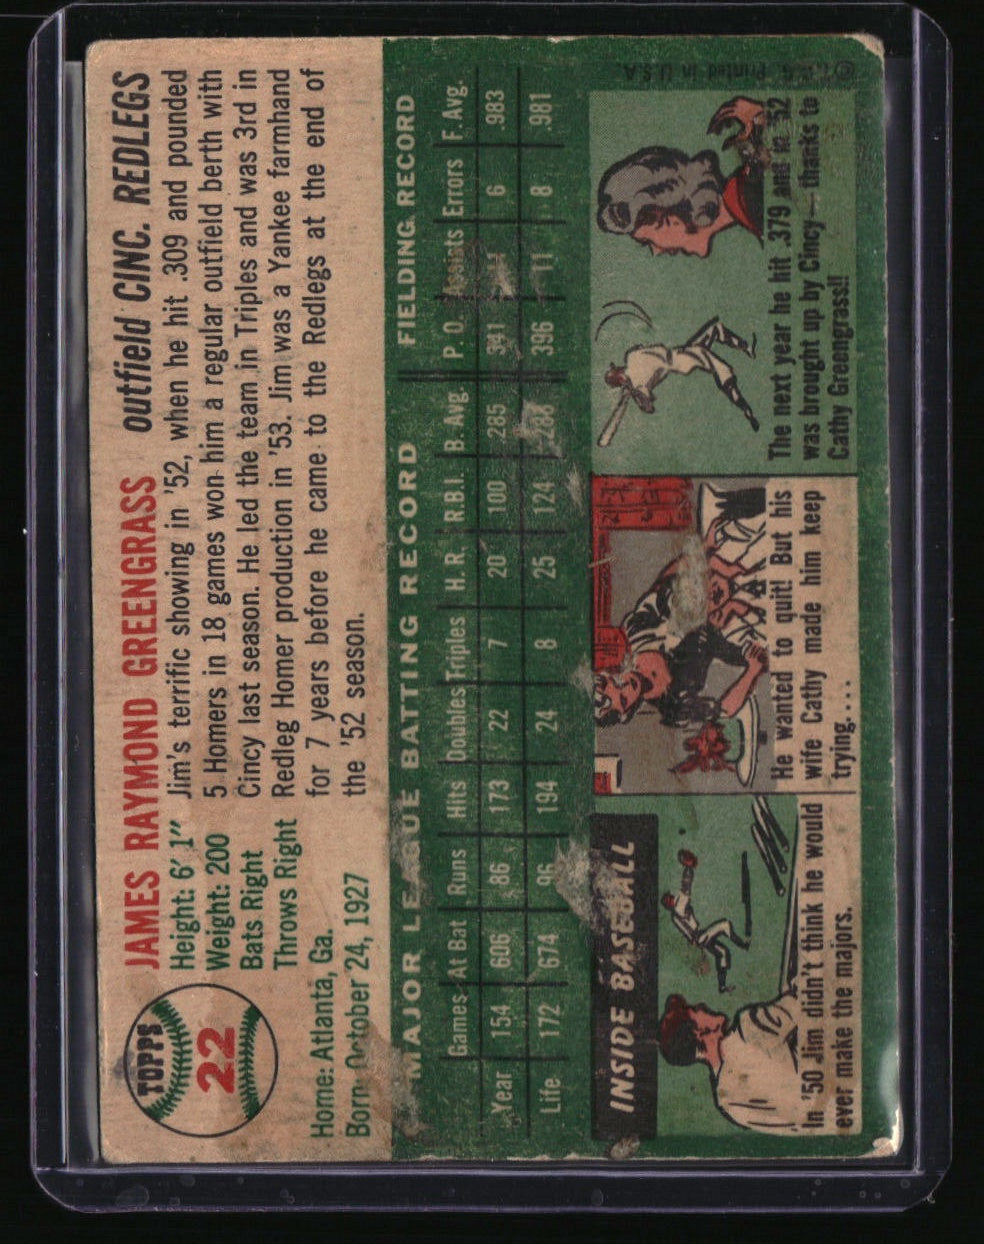 TOPPS
22
JAMES RAYMOND GREENGRASS outfield CINC. REDLEGS
Height: 6' 1"
Weight: 200
Bats Right
Throws Right
Home: Atlanta, Ga.
Born: October 24, 1927
Jim's terrific showing in '52, when he hit .309 and pounded
5 Homers in 18 games won him a regular outfield berth with
Cincy last season. He led the team in Triples and was 3rd in
Redleg Homer production in '53. Jim was a Yankee farmhand
for 7 years before he came to the Redlegs at the end of
the '52 season.
MAJOR LEAGUE BATTING RECORD FIELDING RECORD
Games At Bat Runs Hits Doubles Triples H. R. R.B.I. B. Avg. P. O. Assists Errors F. Avg.
Year 154 606 86 173 22 7 20 100 .285 341 6 .983
Life 172 674 96 194 24 8 25 124 .288 396 11 8 .981
INSIDE BASEBALL
In '50 Jim didn't think he would
ever make the majors.
He wanted to quit! But his
wife Cathy made him keep
trying....
The next year he hit .379 and in '52
was brought up by Cincy—thanks to
Cathy Greengrass!!
Printed in U.S.A.